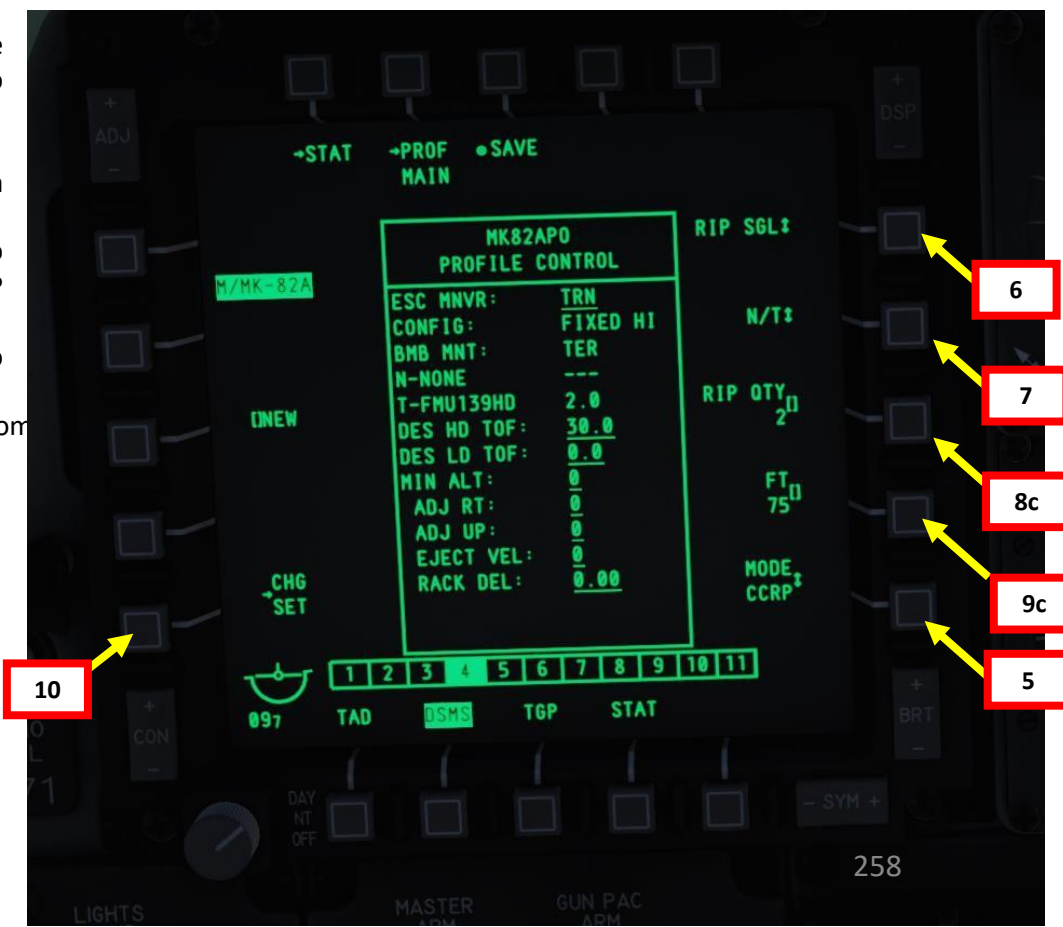 om
+
ADJ
-
+
DSP
-
→STAT →PROF ●SAVE
MAIN
RIP SGL↕
MK82APO
PROFILE CONTROL
M/MK-82A
6
ESC MNVR: TRN
CONFIG: FIXED HI
N/T↕
BMB MNT: TER
N-NONE ---
7
T-FMU139HD 2.0
RIP QTY[]
2
[]NEW
DES HD TOF: 30.0
DES LD TOF: 0.0
MIN ALT: 0
FT[]
75
8c
ADJ RT: 0
ADJ UP: 0
EJECT VEL: 0
RACK DEL: 0.00
→CHG
SET
MODE↕
CCRP
9c
10
1 2 3 4 5 6 7 8 9 10 11
5
097 TAD DSMS TGP STAT
+
CON
-
+
BRT
-
L
71
DAY
NT
OFF
- SYM +
258
LIGHTS
MASTER
ARM
GUN PAC
ARM